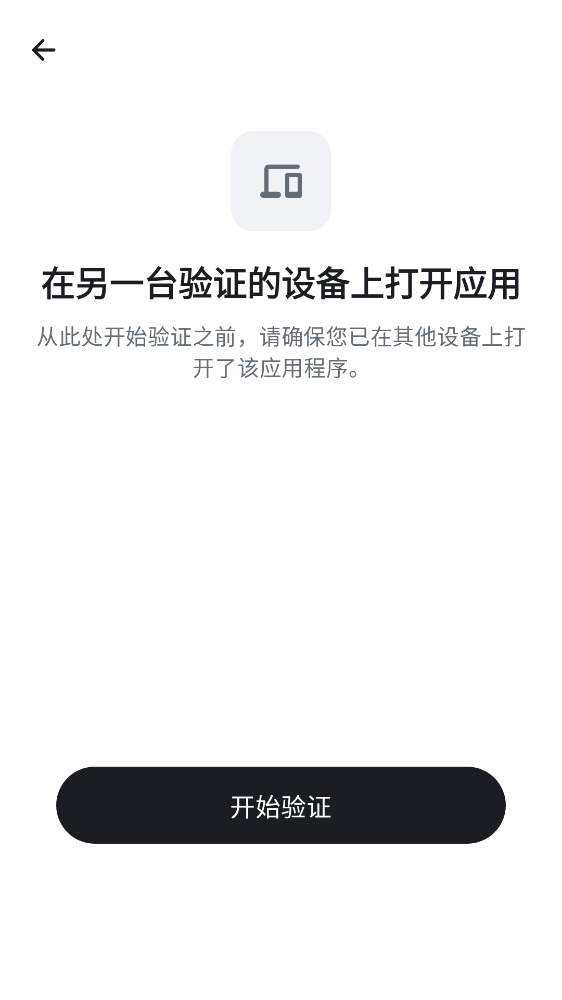 在另一台验证的设备上打开应用
从此处开始验证之前，请确保您已在其他设备上打
开了该应用程序。
开始验证